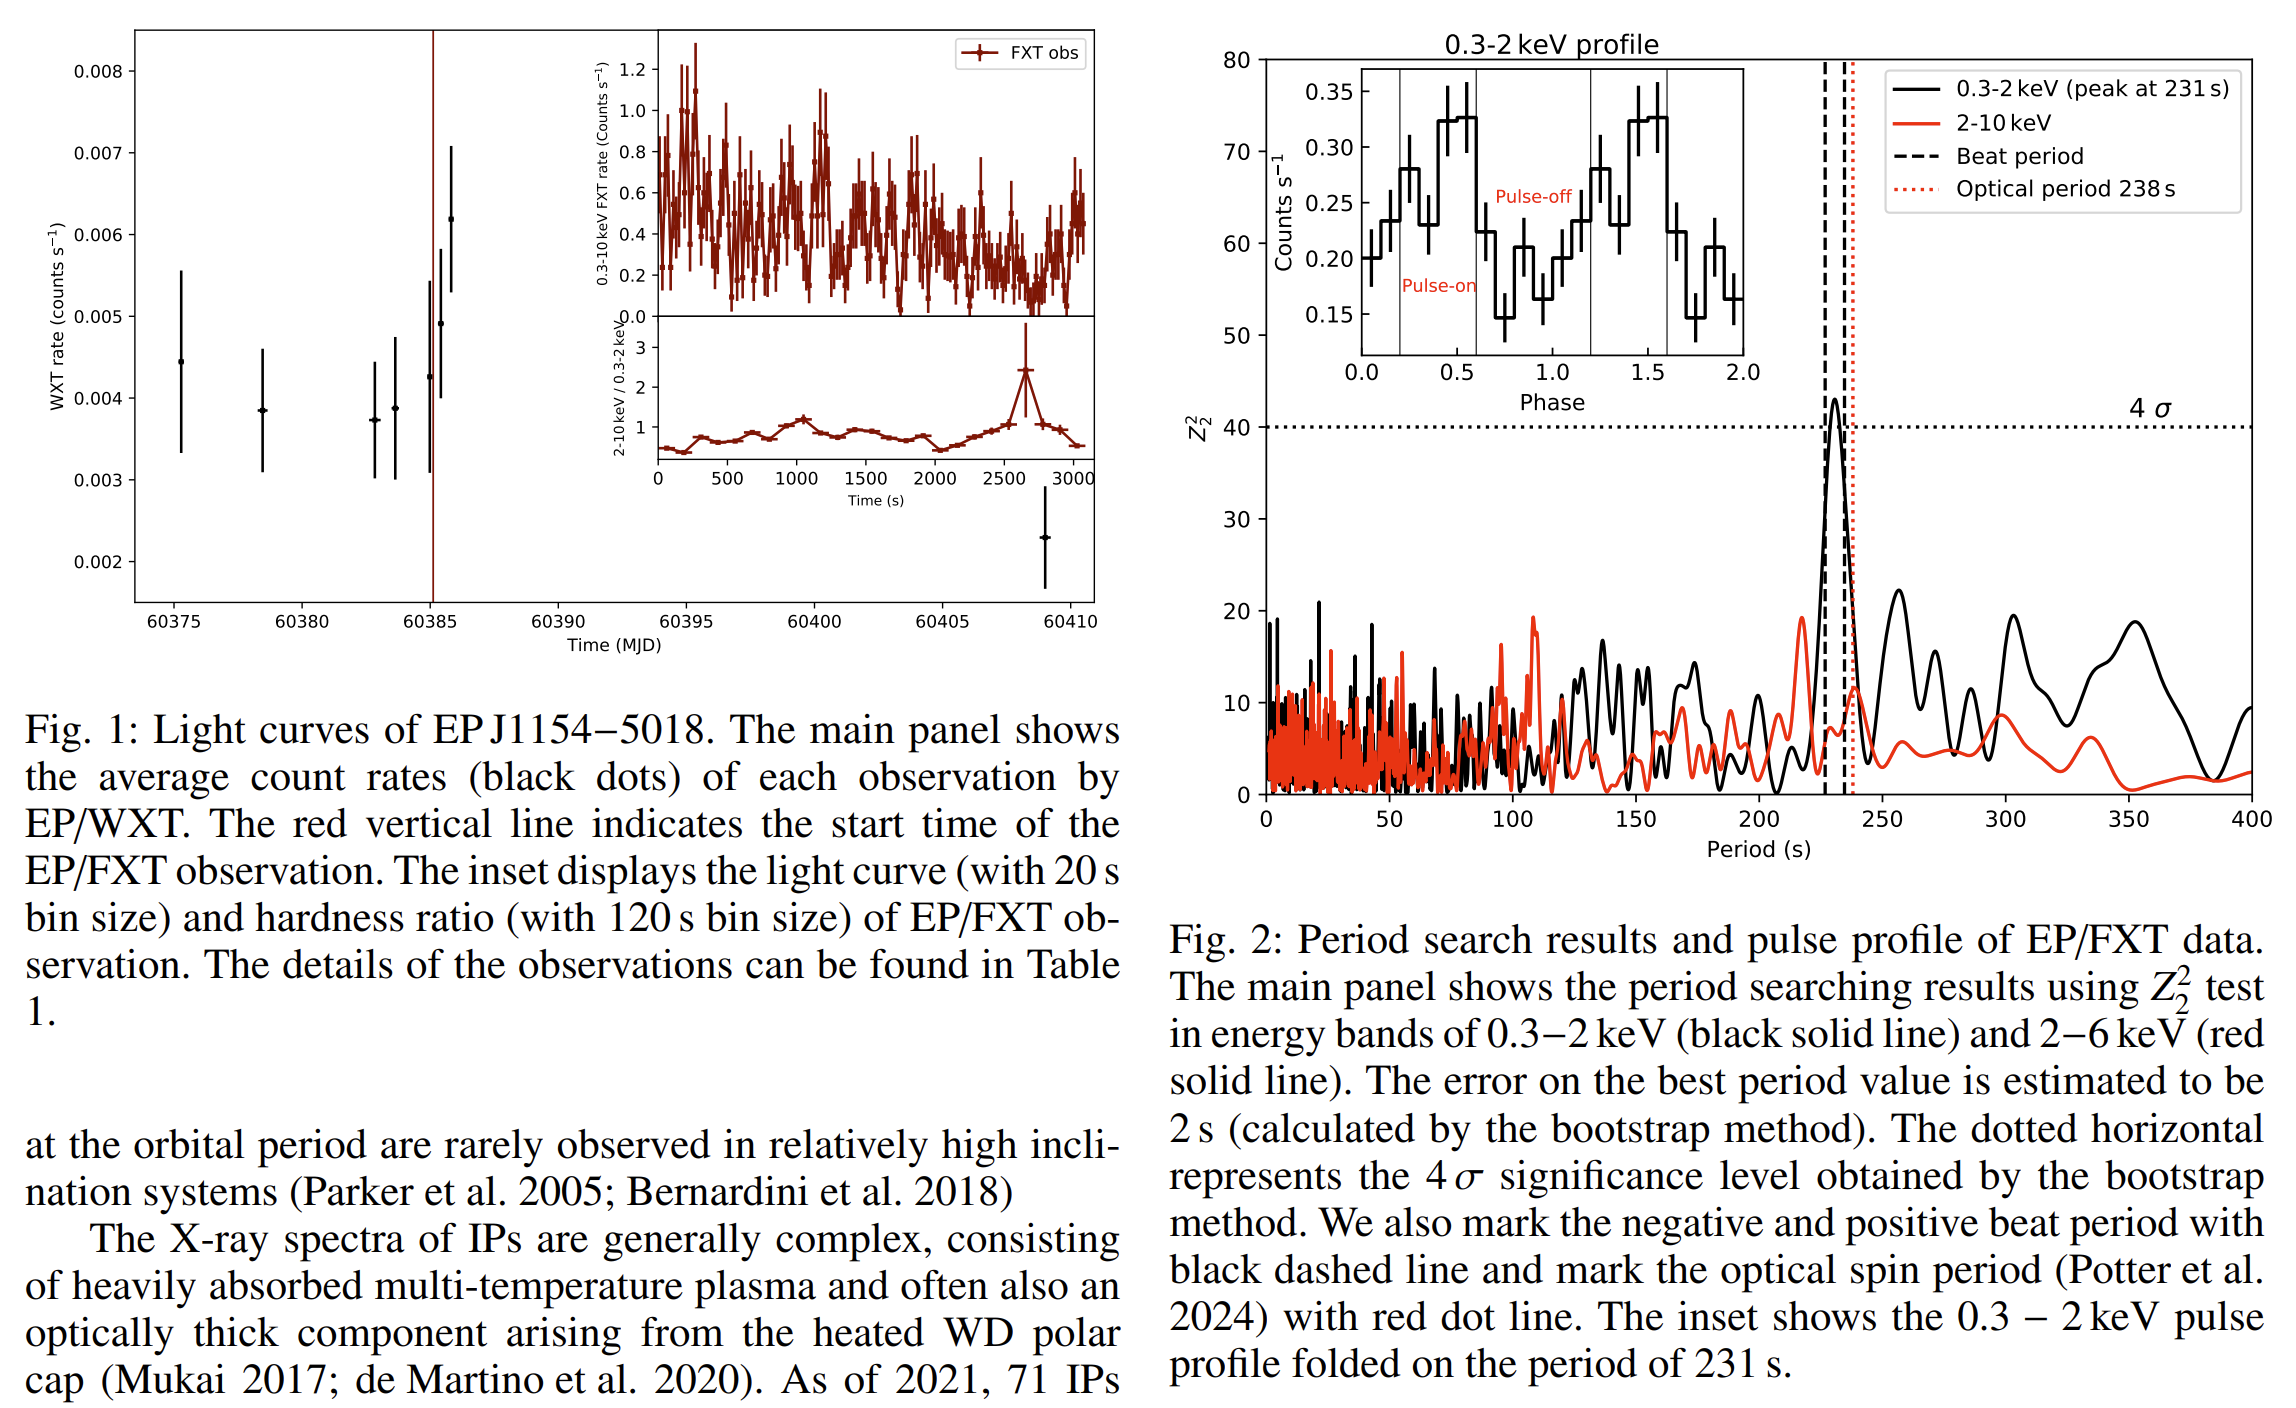 FXT obs
0.3-10 keV FXT rate (Counts s⁻¹)
1.2
1.0
0.8
0.6
0.4
0.2
0.0
2-10 keV / 0.3-2 keV
3
2
1
0 500 1000 1500 2000 2500 3000
Time (s)
WXT rate (counts s⁻¹)
0.008
0.007
0.006
0.005
0.004
0.003
0.002
60375 60380 60385 60390 60395 60400 60405 60410
Time (MJD)
Fig. 1: Light curves of EP J1154−5018. The main panel shows
the average count rates (black dots) of each observation by
EP/WXT. The red vertical line indicates the start time of the
EP/FXT observation. The inset displays the light curve (with 20 s
bin size) and hardness ratio (with 120 s bin size) of EP/FXT ob-
servation. The details of the observations can be found in Table
1.
at the orbital period are rarely observed in relatively high incli-
nation systems (Parker et al. 2005; Bernardini et al. 2018)
The X-ray spectra of IPs are generally complex, consisting
of heavily absorbed multi-temperature plasma and often also an
optically thick component arising from the heated WD polar
cap (Mukai 2017; de Martino et al. 2020). As of 2021, 71 IPs
0.3-2 keV profile
Counts s⁻¹
0.35
0.30
0.25
0.20
0.15
Pulse-off
Pulse-on
0.0 0.5 1.0 1.5 2.0
Phase
0.3-2 keV (peak at 231 s)
2-10 keV
Beat period
Optical period 238 s
4 σ
Z₂²
80
70
60
50
40
30
20
10
0
0 50 100 150 200 250 300 350 400
Period (s)
Fig. 2: Period search results and pulse profile of EP/FXT data.
The main panel shows the period searching results using Z₂² test
in energy bands of 0.3−2 keV (black solid line) and 2−6 keV (red
solid line). The error on the best period value is estimated to be
2 s (calculated by the bootstrap method). The dotted horizontal
represents the 4 σ significance level obtained by the bootstrap
method. We also mark the negative and positive beat period with
black dashed line and mark the optical spin period (Potter et al.
2024) with red dot line. The inset shows the 0.3 − 2 keV pulse
profile folded on the period of 231 s.